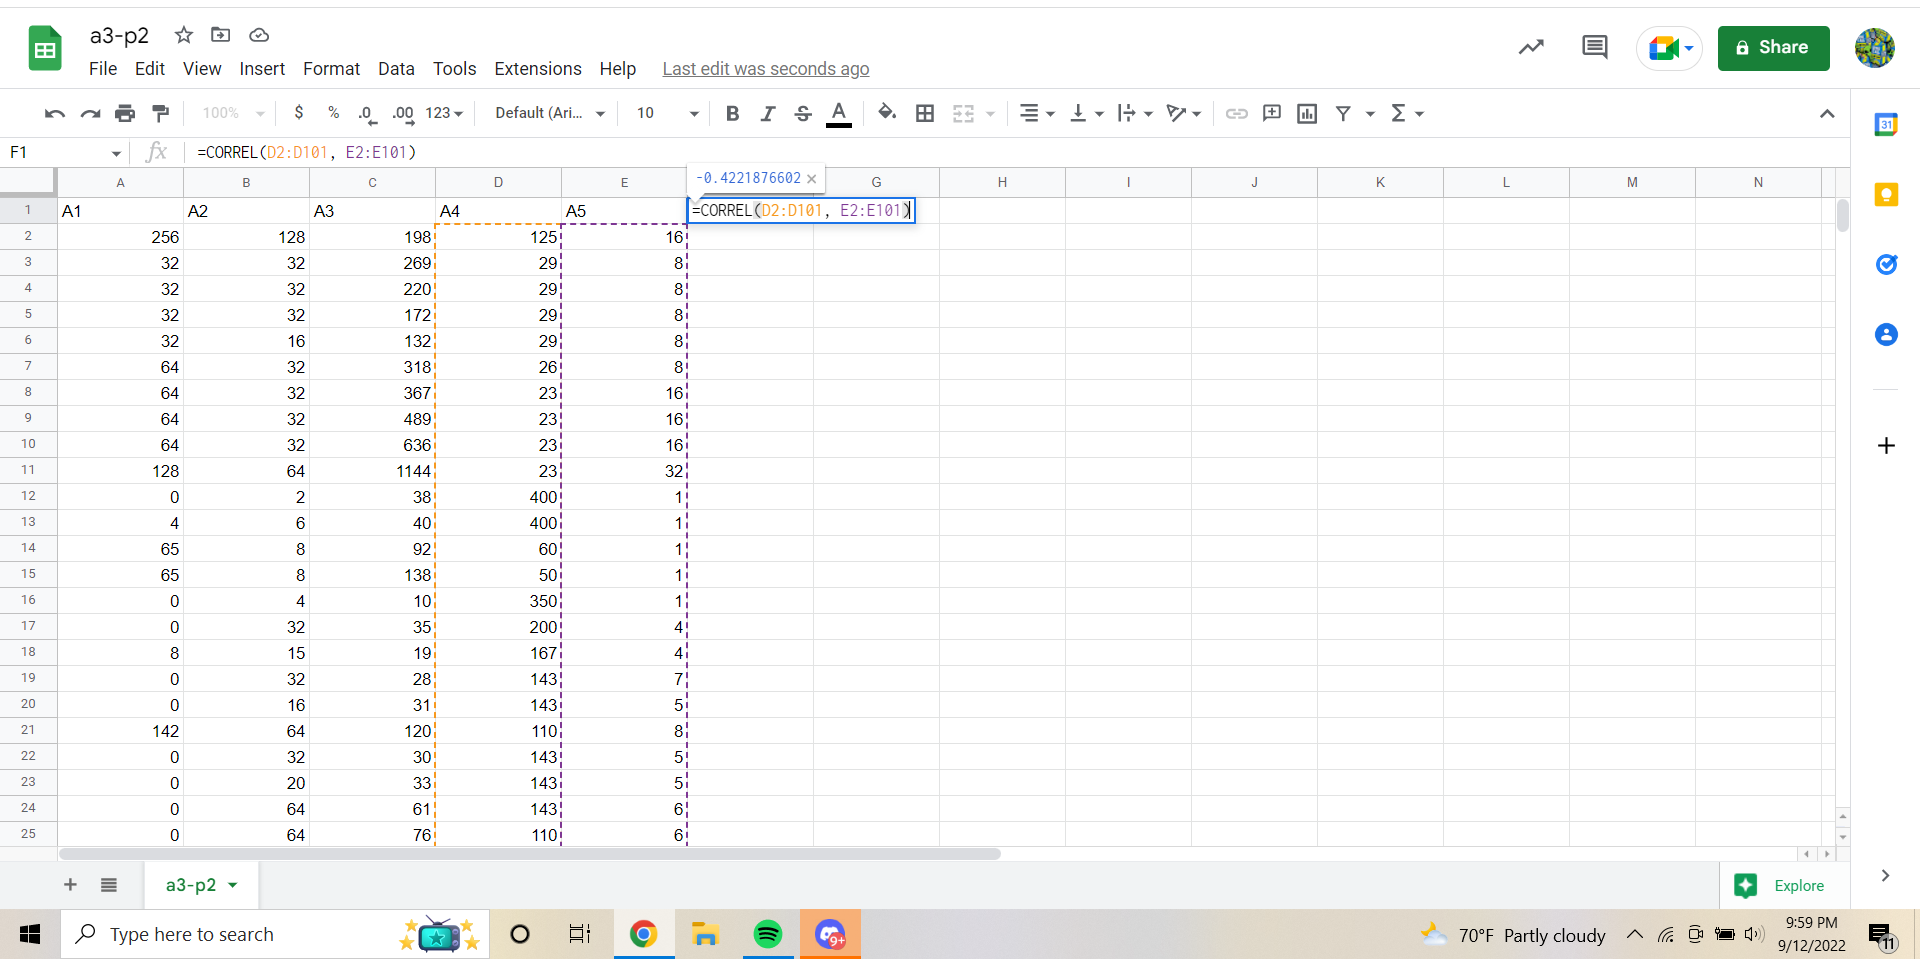 a3-p2
File Edit View Insert Format Data Tools Extensions Help Last edit was seconds ago
Share
100% $ % .0 .00 123 Default (Ari... 10 B I S A
31
F1 fx =CORREL(D2:D101, E2:E101)
-0.4221876602 ×
A B C D E G H I J K L M N
1 A1 A2 A3 A4 A5 =CORREL(D2:D101, E2:E101)
2 256 128 198 125 16
3 32 32 269 29 8
4 32 32 220 29 8
5 32 32 172 29 8
6 32 16 132 29 8
7 64 32 318 26 8
8 64 32 367 23 16
9 64 32 489 23 16
10 64 32 636 23 16
11 128 64 1144 23 32
12 0 2 38 400 1
13 4 6 40 400 1
14 65 8 92 60 1
15 65 8 138 50 1
16 0 4 10 350 1
17 0 32 35 200 4
18 8 15 19 167 4
19 0 32 28 143 7
20 0 16 31 143 5
21 142 64 120 110 8
22 0 32 30 143 5
23 0 20 33 143 5
24 0 64 61 143 6
25 0 64 76 110 6
a3-p2
Explore
Type here to search
9+
70°F Partly cloudy
9:59 PM
9/12/2022
11